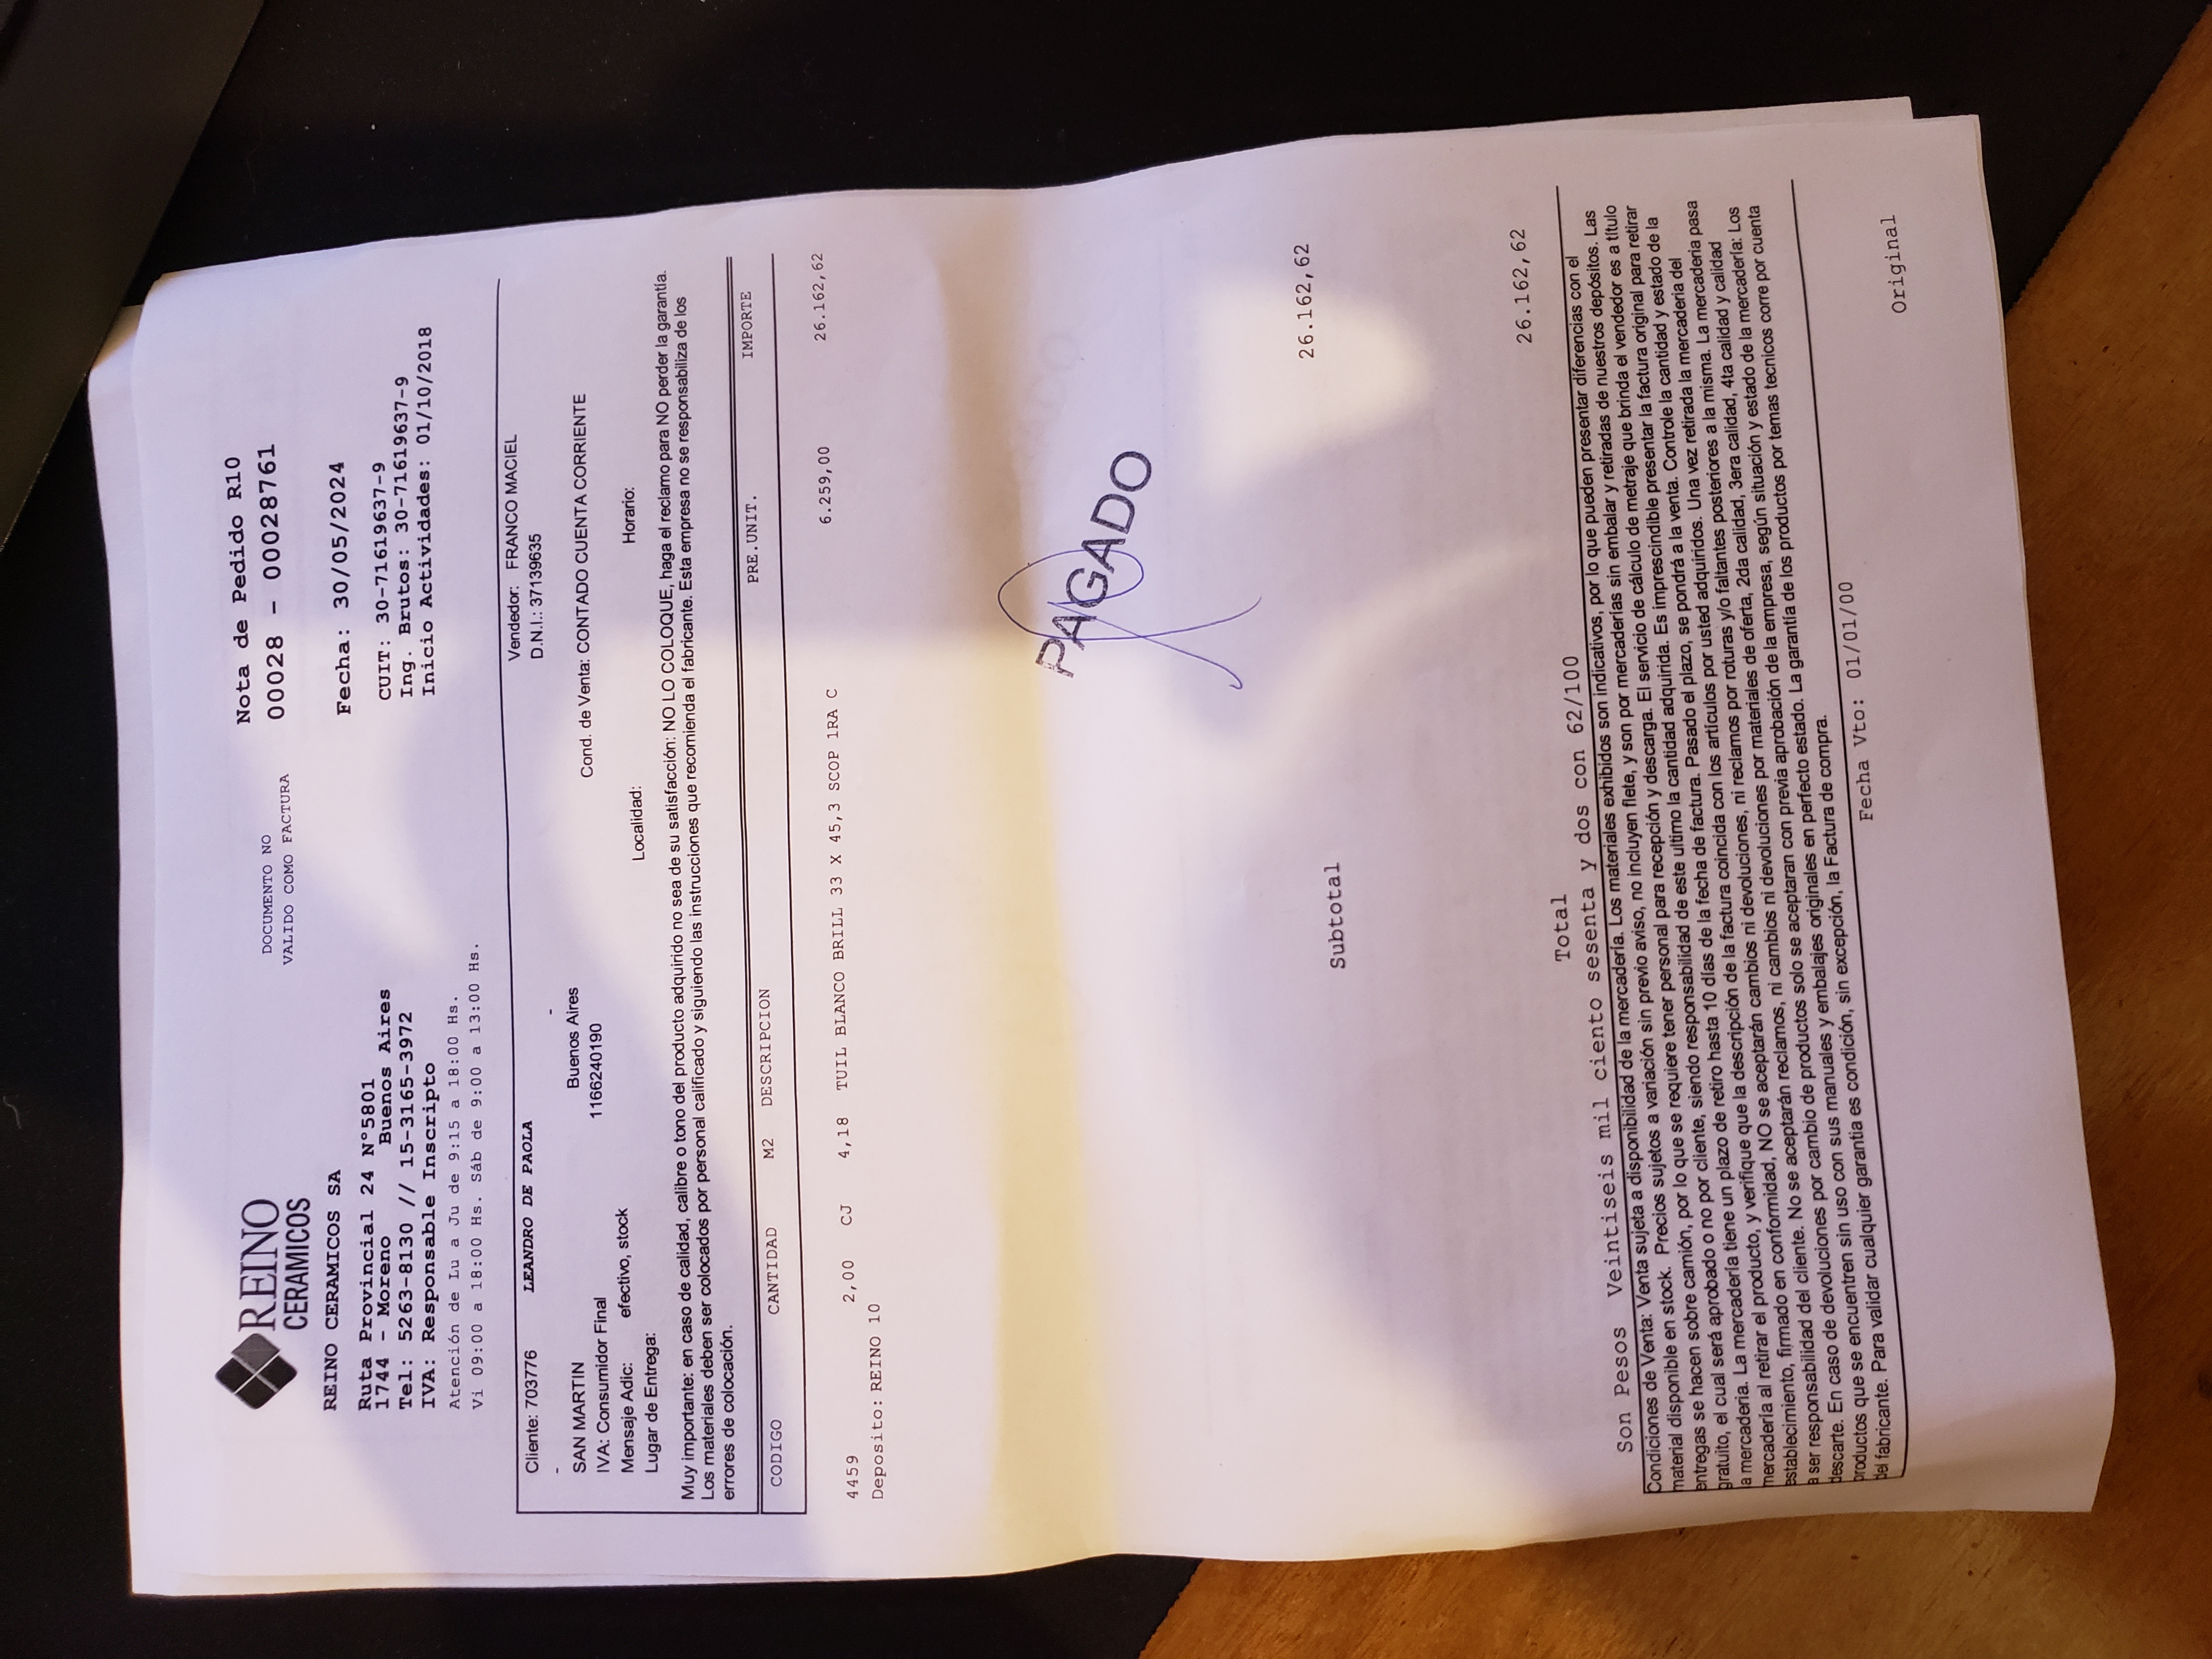 REINO
CERAMICOS
DOCUMENTO NO
VALIDO COMO FACTURA
Nota de Pedido R10
00028 - 00028761
REINO CERAMICOS SA
Fecha: 30/05/2024
Ruta Provincial 24 N°5801
1744 - Moreno Buenos Aires
Tel: 5263-8130 // 15-3165-3972
IVA: Responsable Inscripto
CUIT: 30-71619637-9
Ing. Brutos: 30-71619637-9
Inicio Actividades: 01/10/2018
Atención de Lu a Ju de 9:15 a 18:00 Hs.
Vi 09:00 a 18:00 Hs. Sáb de 9:00 a 13:00 Hs.
Cliente: 703776 LEANDRO DE PAOLA
Vendedor: FRANCO MACIEL
D.N.I.: 37139635
- -
SAN MARTIN Buenos Aires
IVA: Consumidor Final 1166240190
Cond. de Venta: CONTADO CUENTA CORRIENTE
Mensaje Adic: efectivo, stock
Lugar de Entrega: Localidad: Horario:
Muy importante: en caso de calidad, calibre o tono del producto adquirido no sea de su satisfacción: NO LO COLOQUE, haga el reclamo para NO perder la garantía.
Los materiales deben ser colocados por personal calificado y siguiendo las instrucciones que recomienda el fabricante. Esta empresa no se responsabiliza de los
errores de colocación.
CODIGO CANTIDAD M2 DESCRIPCION PRE.UNIT. IMPORTE
4459 2,00 CJ 4,18 TUIL BLANCO BRILL 33 X 45,3 SCOP 1RA C 6.259,00 26.162,62
Deposito: REINO 10
PAGADO
Subtotal 26.162,62
Total 26.162,62
Son Pesos Veintiseis mil ciento sesenta y dos con 62/100
Condiciones de Venta: Venta sujeta a disponibilidad de la mercadería. Los materiales exhibidos son indicativos, por lo que pueden presentar diferencias con el
material disponible en stock. Precios sujetos a variación sin previo aviso, no incluyen flete, y son por mercaderías sin embalar y retiradas de nuestros depósitos. Las
entregas se hacen sobre camión, por lo que se requiere tener personal para recepción y descarga. El servicio de cálculo de metraje que brinda el vendedor es a título
gratuito, el cual será aprobado o no por cliente, siendo responsabilidad de este ultimo la cantidad adquirida. Es imprescindible presentar la factura original para retirar
la mercaderia. La mercadería tiene un plazo de retiro hasta 10 días de la fecha de factura. Pasado el plazo, se pondrá a la venta. Controle la cantidad y estado de la
mercadería al retirar el producto, y verifique que la descripción de la factura coincida con los artículos por usted adquiridos. Una vez retirada la mercaderia del
establecimiento, firmado en conformidad, NO se aceptarán cambios ni devoluciones, ni reclamos por roturas y/o faltantes posteriores a la misma. La mercadería pasa
a ser responsabilidad del cliente. No se aceptarán reclamos, ni cambios ni devoluciones por materiales de oferta, 2da calidad, 3era calidad, 4ta calidad y calidad
descarte. En caso de devoluciones por cambio de productos solo se aceptaran con previa aprobación de la empresa, según situación y estado de la mercadería: Los
productos que se encuentren sin uso con sus manuales y embalajes originales en perfecto estado. La garantía de los productos por temas tecnicos corre por cuenta
del fabricante. Para validar cualquier garantia es condición, sin excepción, la Factura de compra.
Fecha Vto: 01/01/00
Original